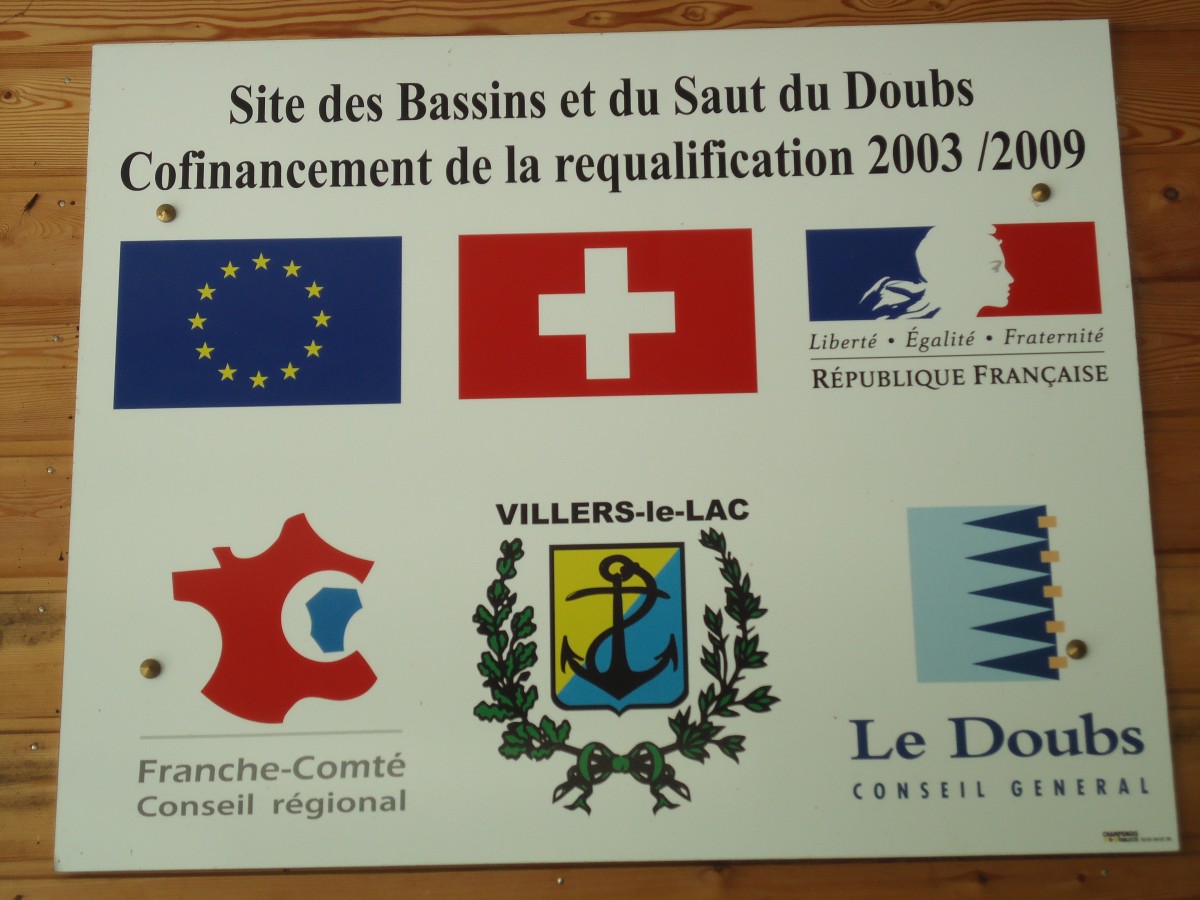 Site des Bassins et du Saut du Doubs
Cofinancement de la requalification 2003 /2009
Liberté • Égalité • Fraternité
RÉPUBLIQUE FRANÇAISE
VILLERS-le-LAC
Franche-Comté
Conseil régional
Le Doubs
CONSEIL GENERAL